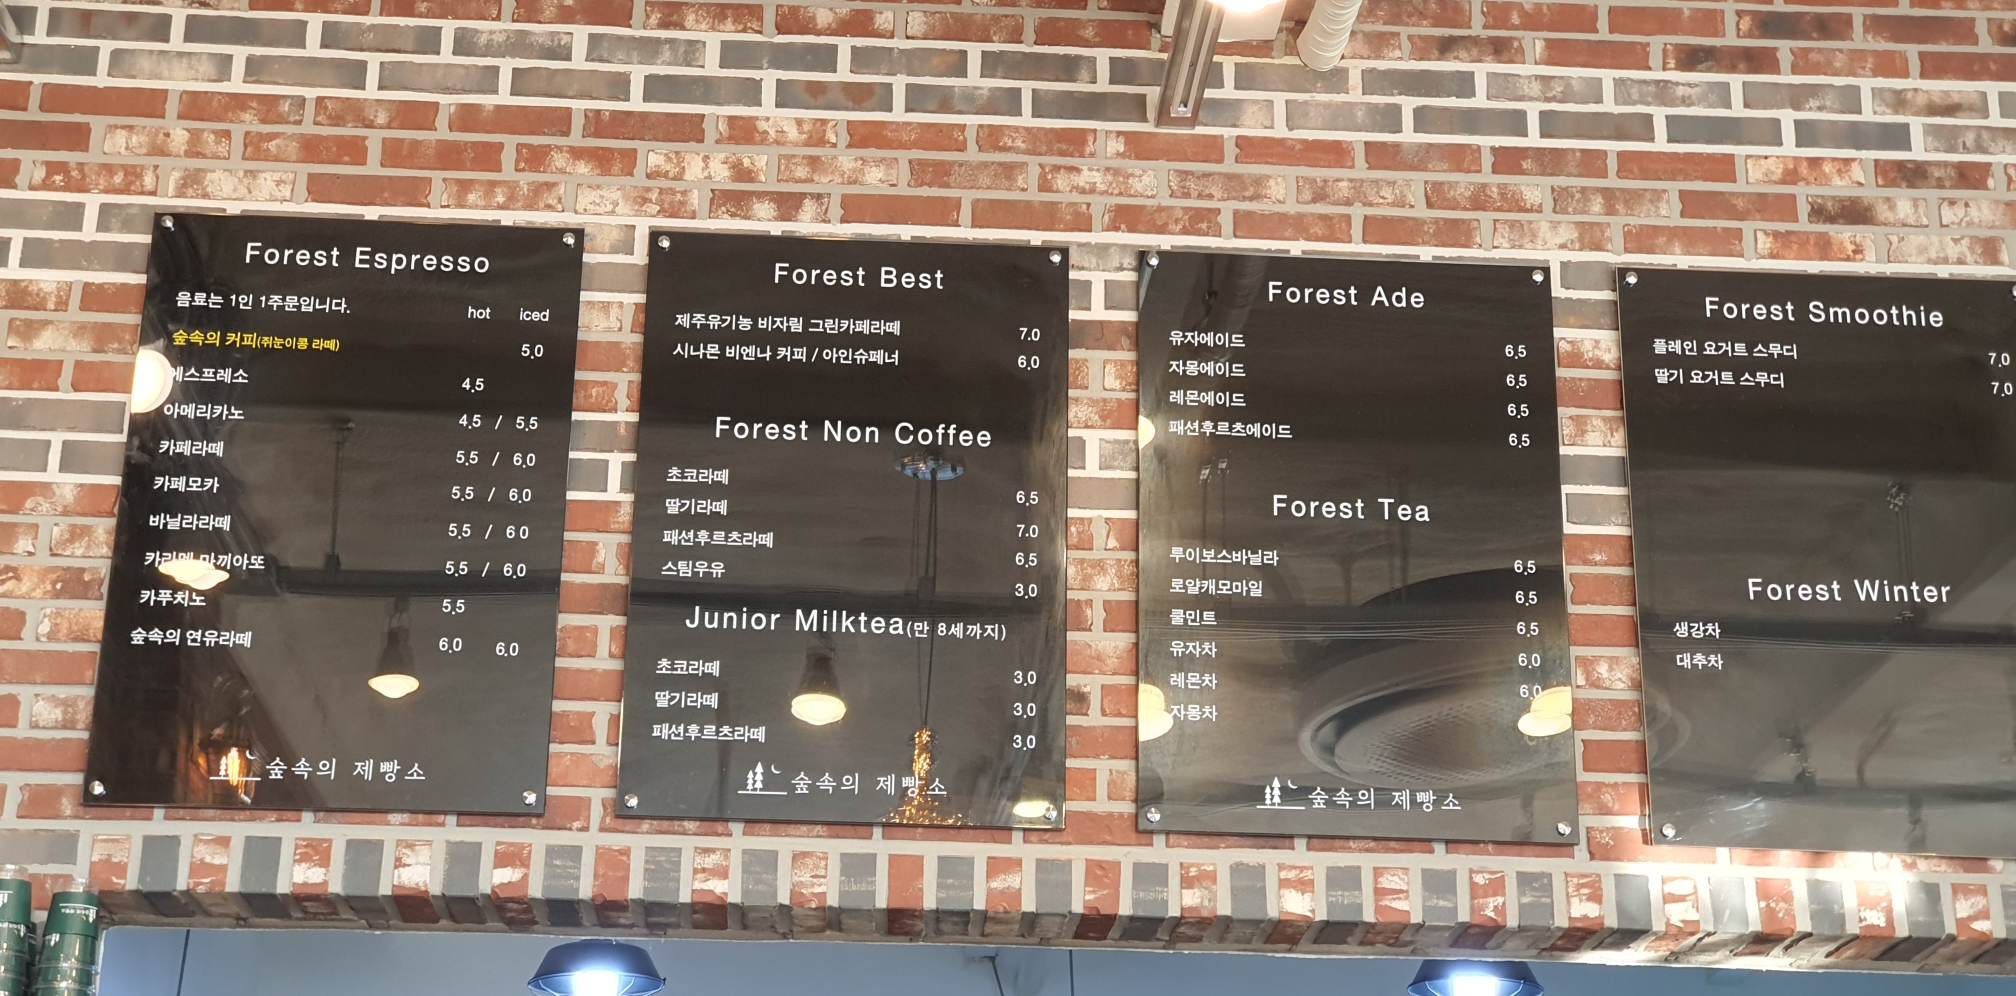 Forest Espresso
음료는 1인 1주문입니다. hot iced
숲속의 커피(쥐눈이콩 라떼) 5.0
에스프레소 4.5
아메리카노 4.5 / 5.5
카페라떼 5.5 / 6.0
카페모카 5.5 / 6.0
바닐라라떼 5.5 / 6.0
카라멜 마끼아또 5.5 / 6.0
카푸치노 5.5
숲속의 연유라떼 6.0 6.0
숲속의 제빵소
Forest Best
제주유기농 비자림 그린카페라떼 7.0
시나몬 비엔나 커피 / 아인슈페너 6.0
Forest Non Coffee
초코라떼 6.5
딸기라떼 7.0
패션후르츠라떼 6.5
스팀우유 3.0
Junior Milktea(만 8세까지)
초코라떼 3.0
딸기라떼 3.0
패션후르츠라떼 3.0
숲속의 제빵소
Forest Ade
유자에이드 6.5
자몽에이드 6.5
레몬에이드 6.5
패션후르츠에이드 6.5
Forest Tea
루이보스바닐라 6.5
로얄캐모마일 6.5
쿨민트 6.5
유자차 6.0
레몬차 6.0
자몽차
숲속의 제빵소
Forest Smoothie
플레인 요거트 스무디 7.0
딸기 요거트 스무디 7.0
Forest Winter
생강차
대추차